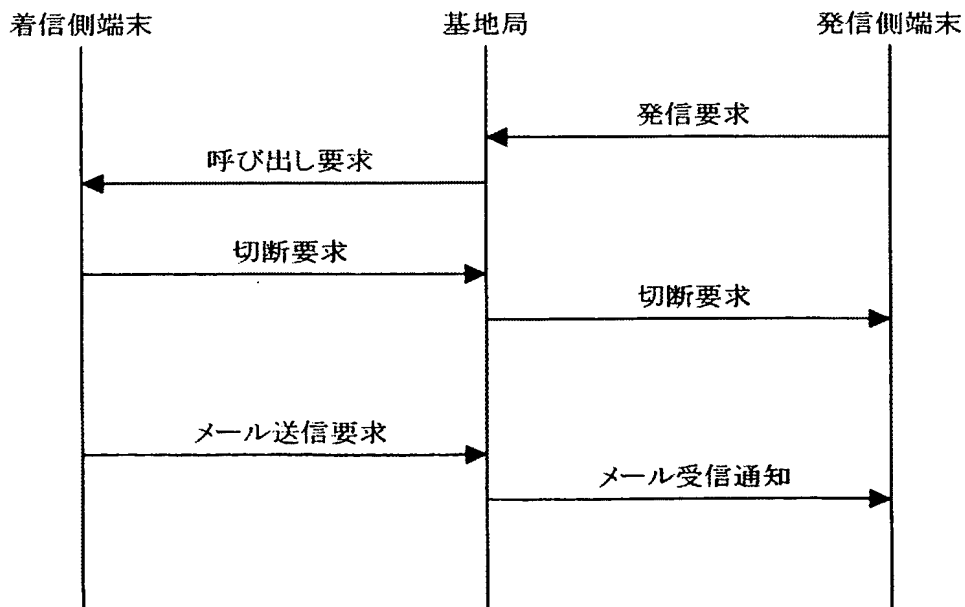 着信側端末
基地局
発信側端末
発信要求
呼び出し要求
切断要求
切断要求
メール送信要求
メール受信通知